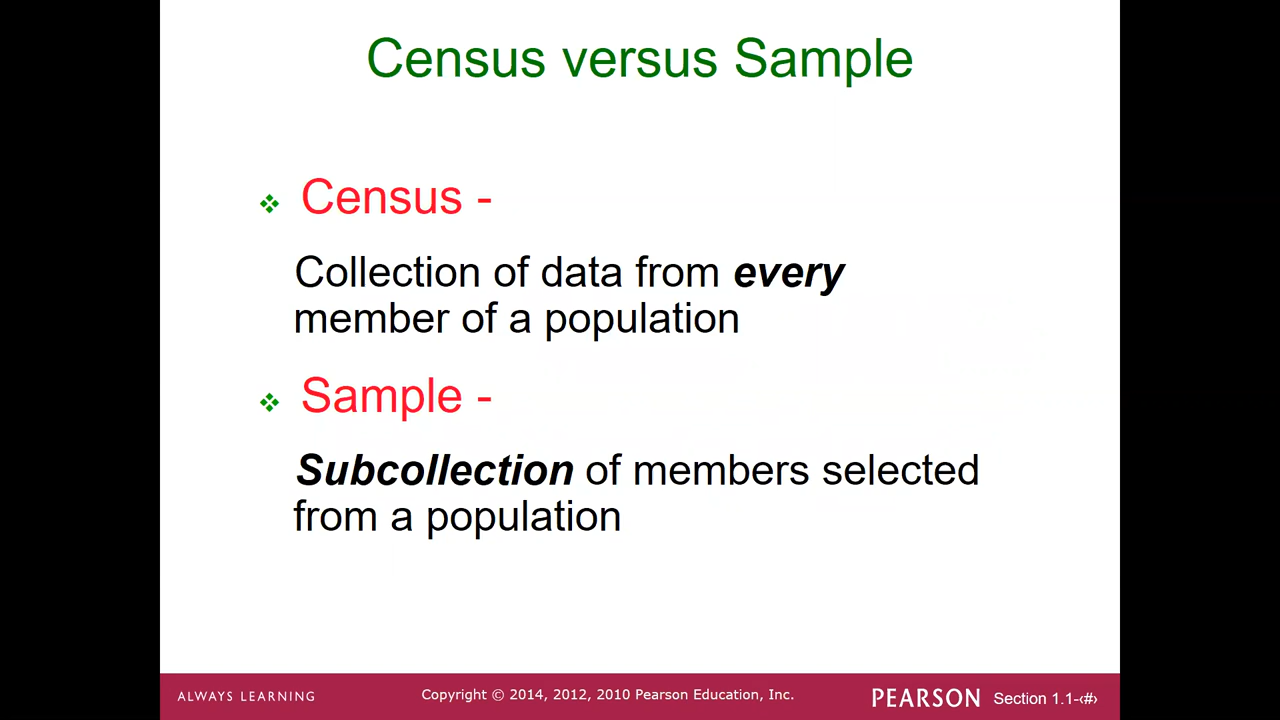 Census versus Sample
❖ Census -
Collection of data from every
member of a population
❖ Sample -
Subcollection of members selected
from a population
ALWAYS LEARNING
Copyright © 2014, 2012, 2010 Pearson Education, Inc.
PEARSON
Section 1.1-‹#›